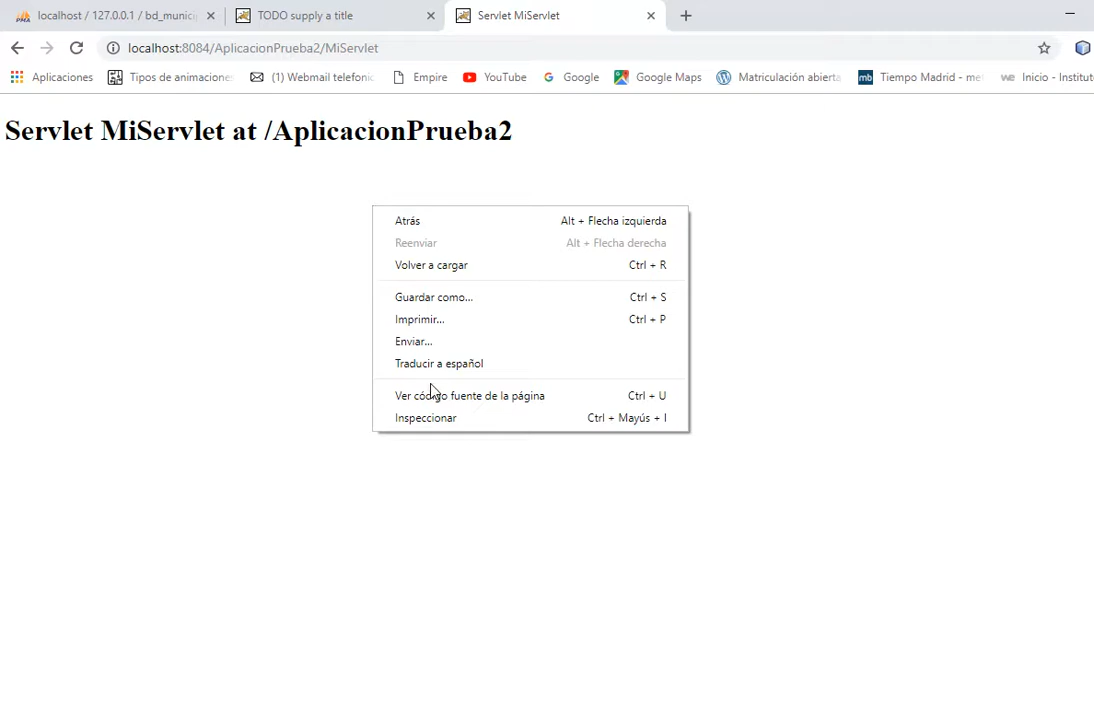 localhost / 127.0.0.1 / bd_munici
TODO supply a title
Servlet MiServlet
localhost:8084/AplicacionPrueba2/MiServlet
Aplicaciones
Tipos de animacione
(1) Webmail telefonic
Empire
YouTube
Google
Google Maps
Matriculación abierta
Tiempo Madrid - me
we Inicio - Institut
Servlet MiServlet at /AplicacionPrueba2
Atrás Alt + Flecha izquierda
Reenviar Alt + Flecha derecha
Volver a cargar Ctrl + R
Guardar como... Ctrl + S
Imprimir... Ctrl + P
Enviar...
Traducir a español
Ver código fuente de la página Ctrl + U
Inspeccionar Ctrl + Mayús + I